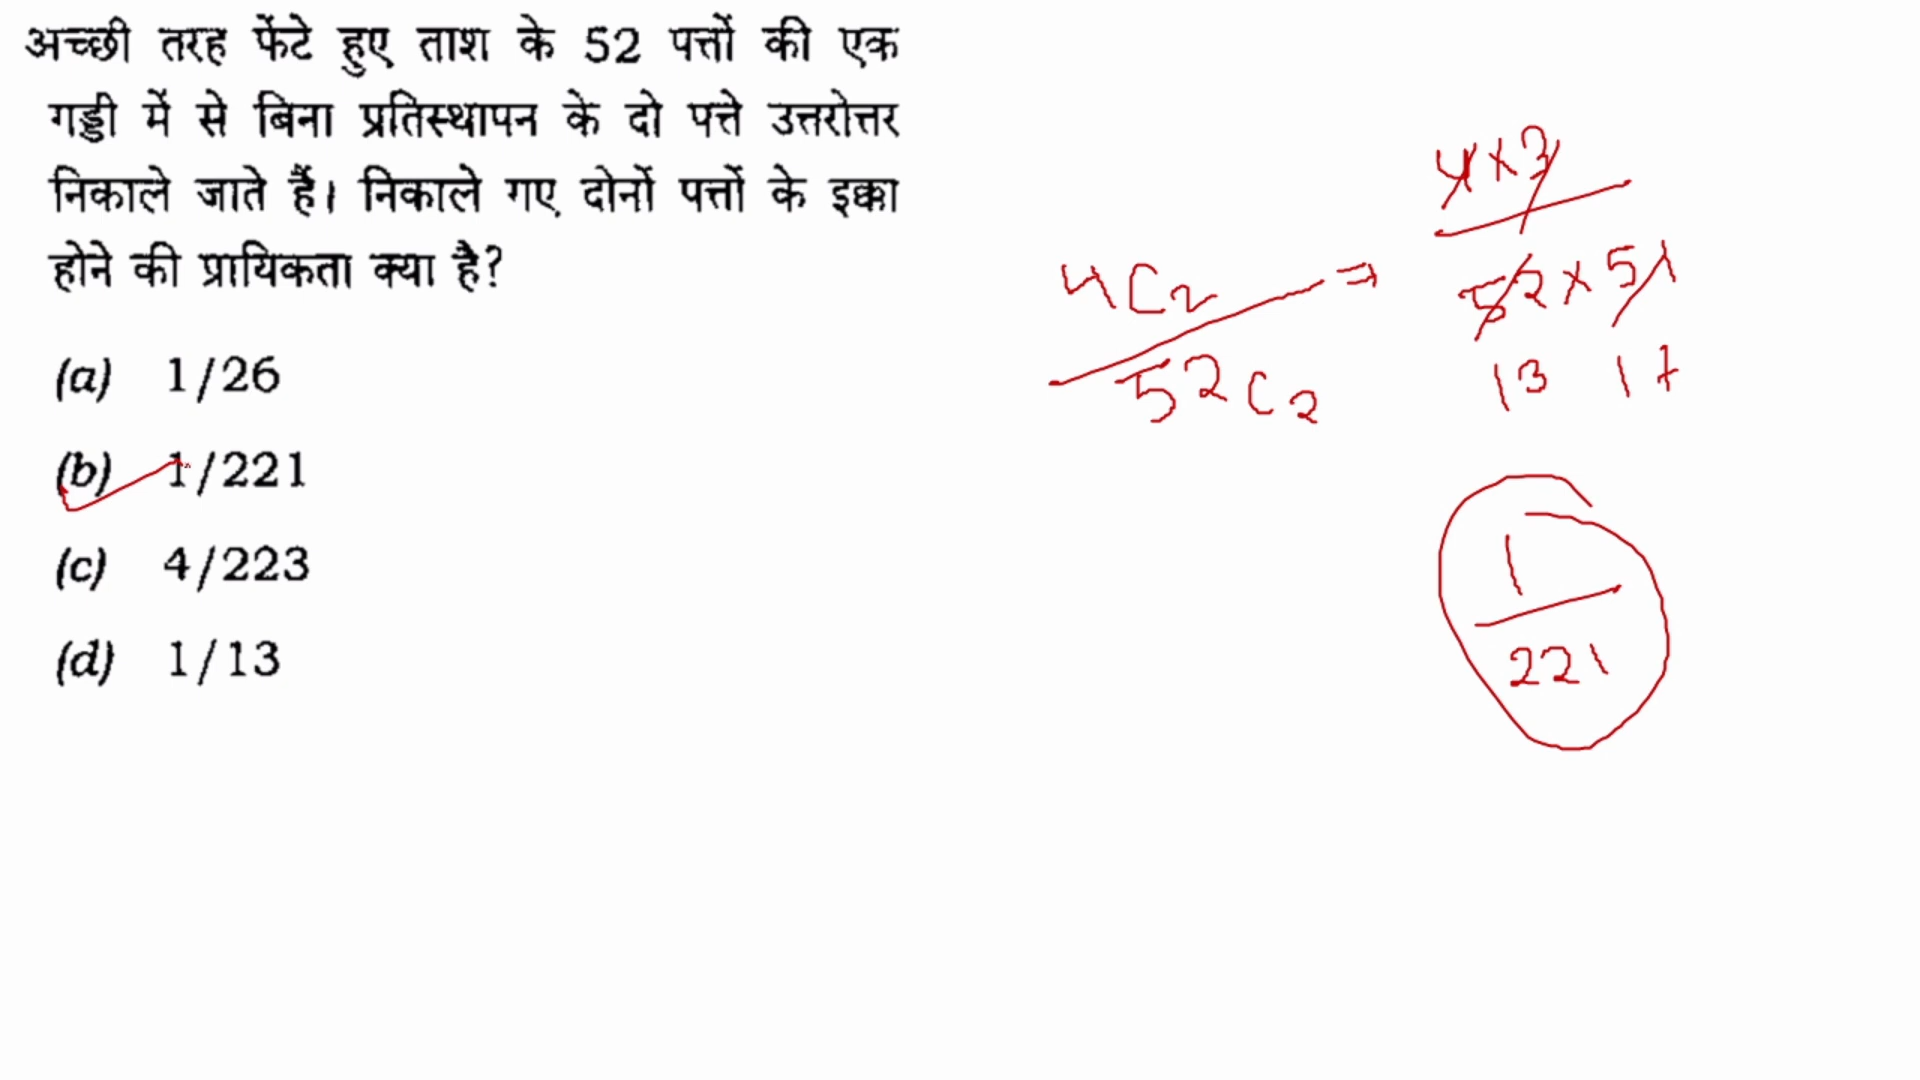 अच्छी तरह फेंटे हुए ताश के 52 पत्तों की एक
गड्डी में से बिना प्रतिस्थापन के दो पत्ते उत्तरोत्तर
निकाले जाते हैं। निकाले गए दोनों पत्तों के इक्का
होने की प्रायिकता क्या है?
(a) 1/26
(b) 1/221
(c) 4/223
(d) 1/13
4C2
52C2
⇒
4×3
52×51
13 17
1
221